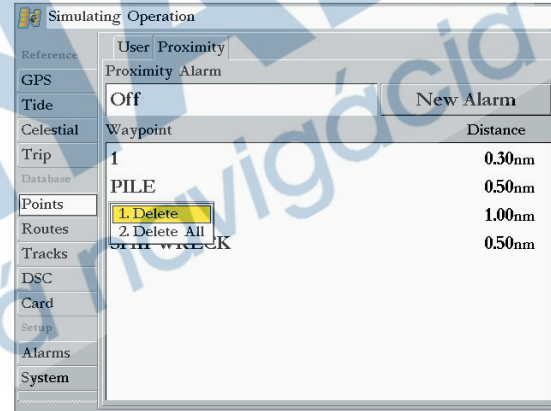 Simulating Operation
Reference
User Proximity
GPS
Proximity Alarm
Off
New Alarm
Tide
Celestial
Waypoint Distance
Trip
1 0.30nm
Database
PILE 0.50nm
Points
1. Delete
1.00nm
Routes
2. Delete All
WRECK 0.50nm
Tracks
DSC
Card
Setup
Alarms
System
navigácia